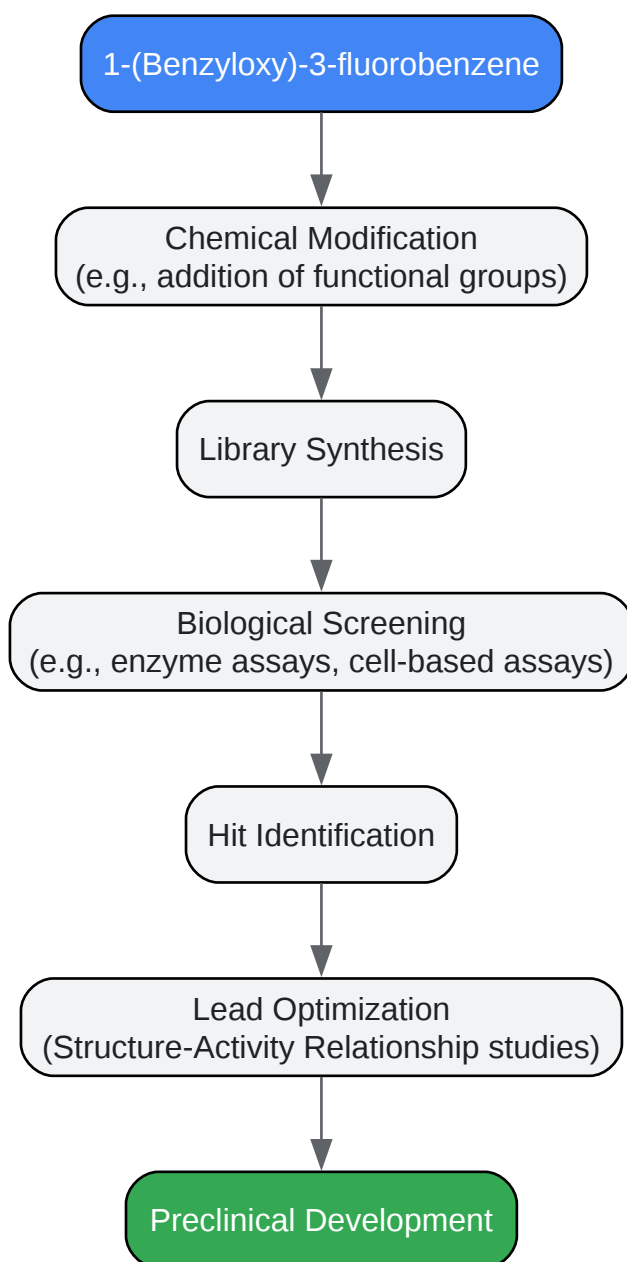 1-(Benzyloxy)-3-fluorobenzene
Chemical Modification
(e.g., addition of functional groups)
Library Synthesis
Biological Screening
(e.g., enzyme assays, cell-based assays)
Hit Identification
Lead Optimization
(Structure-Activity Relationship studies)
Preclinical Development